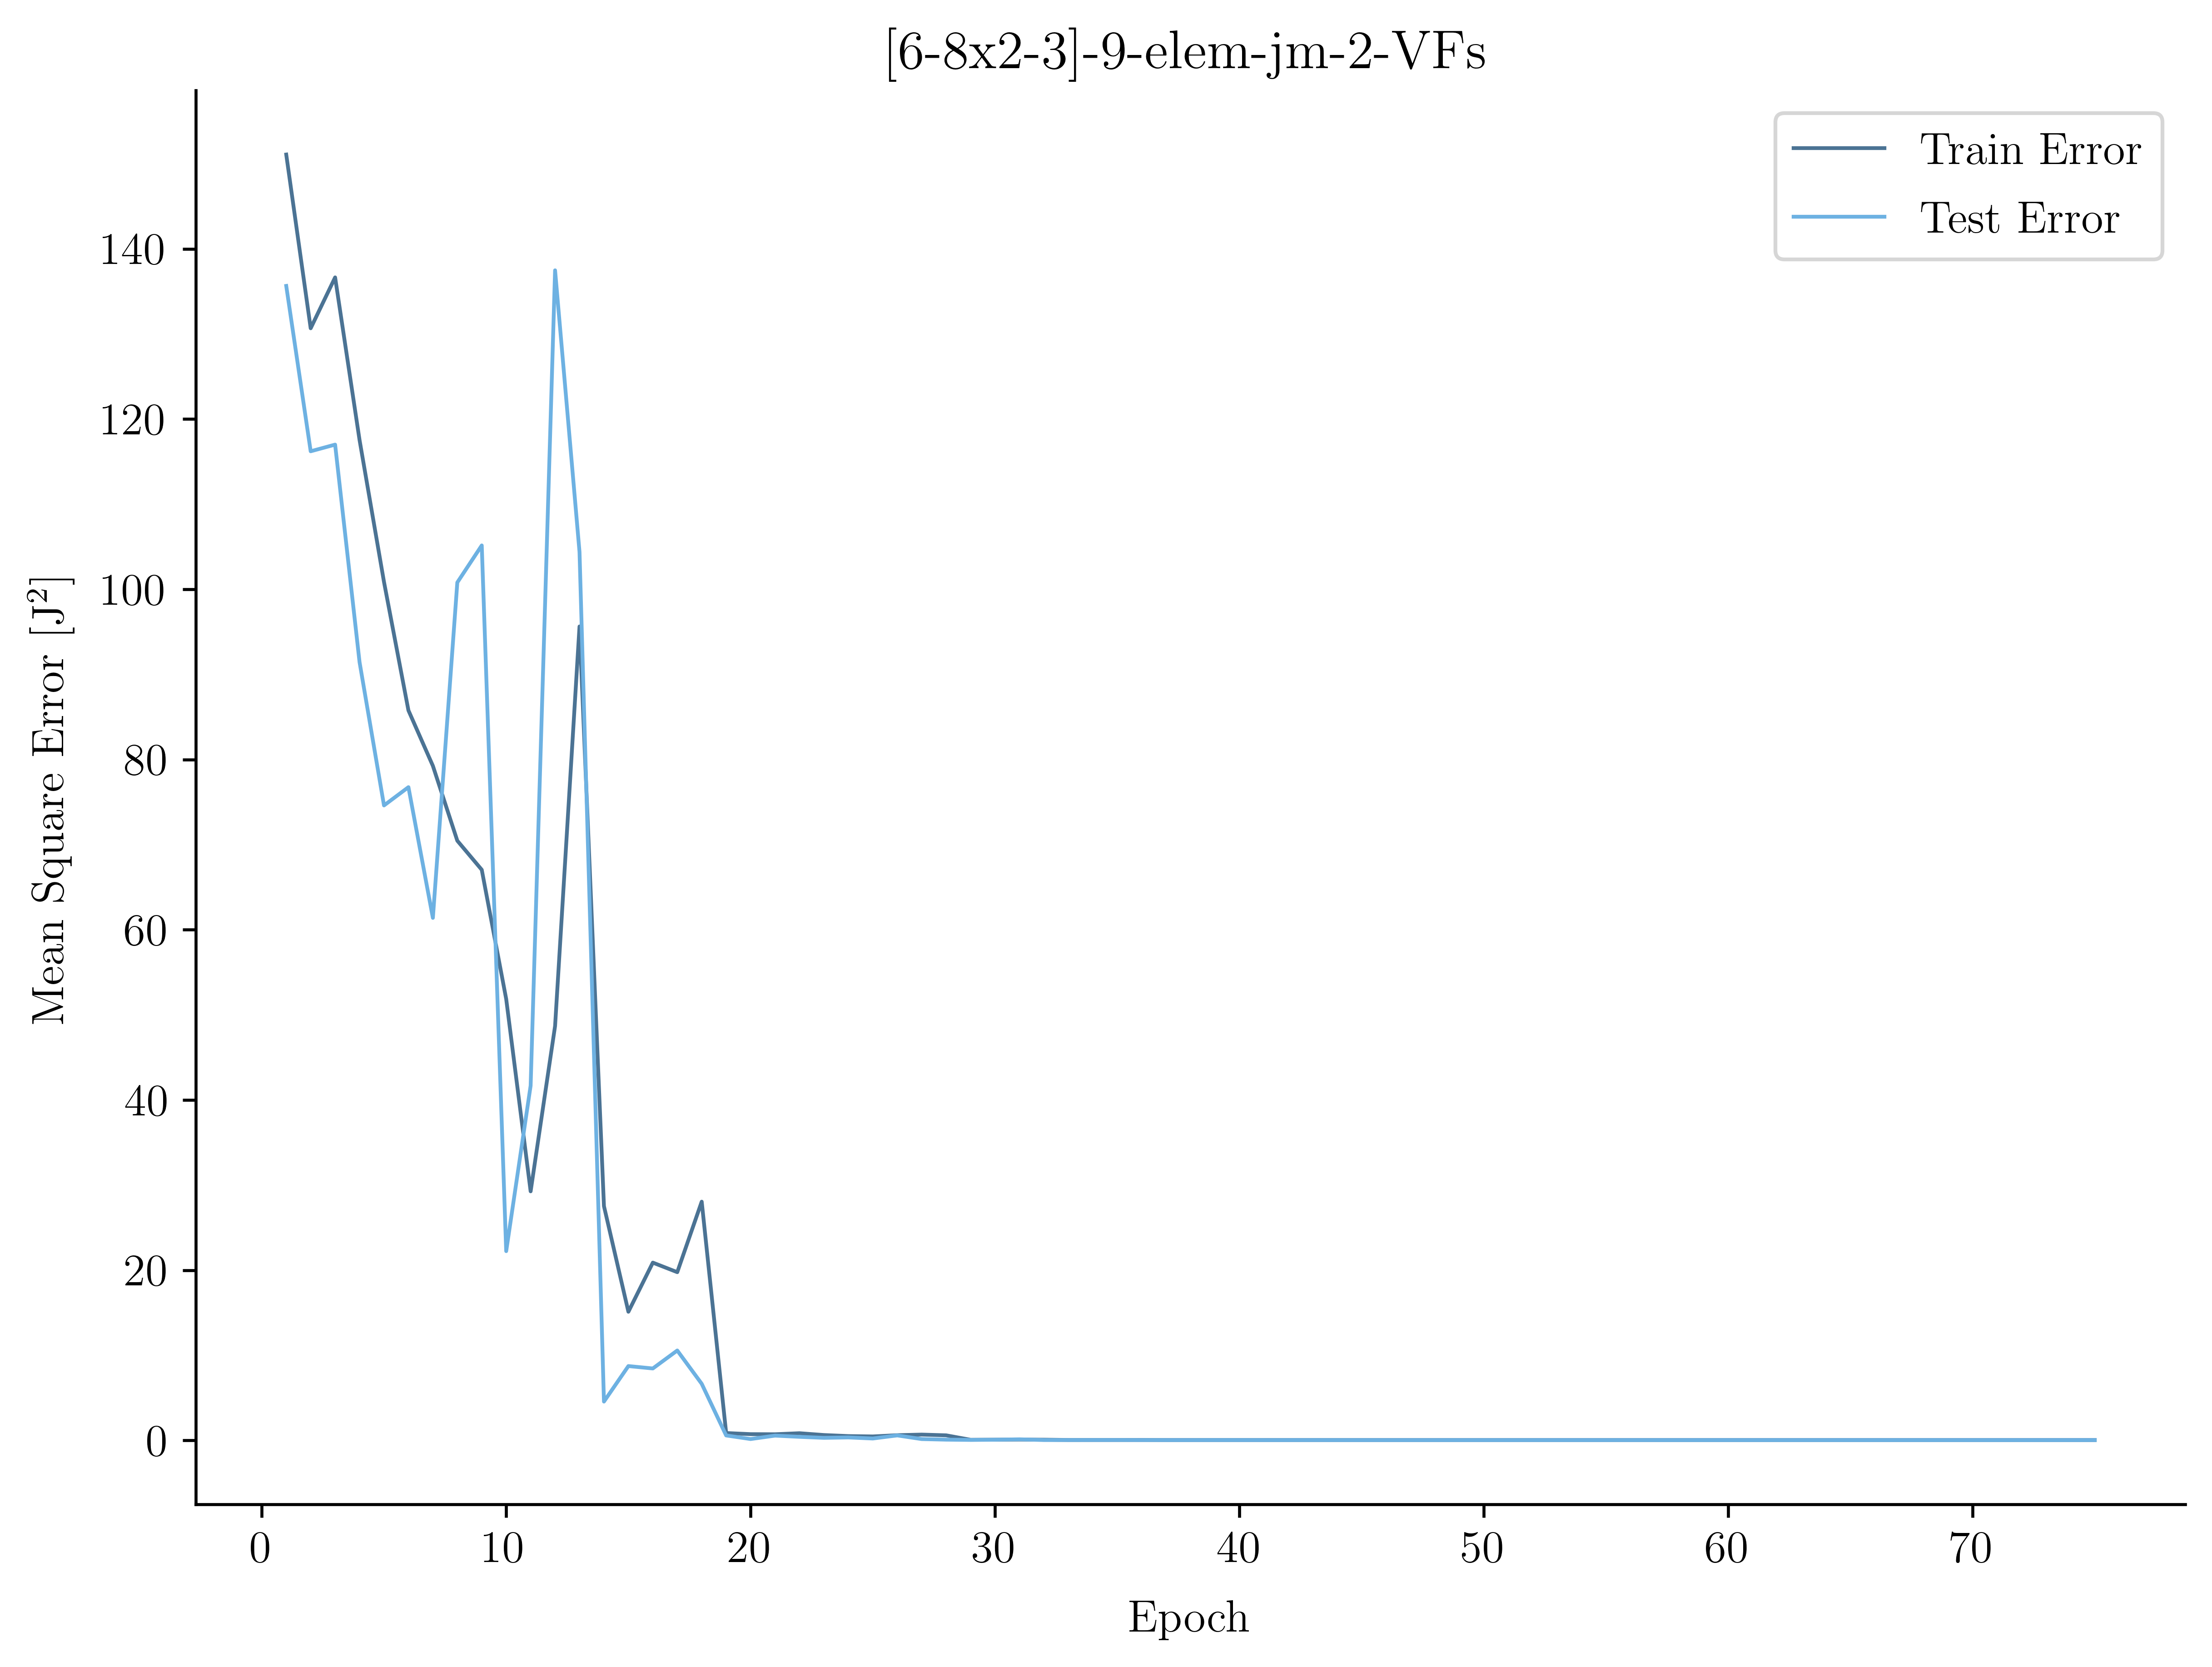 [6-8x2-3]-9-elem-jm-2-VFs
Train Error
Test Error
Mean Square Error [J²]
140
120
100
80
60
40
20
0
0 10 20 30 40 50 60 70
Epoch